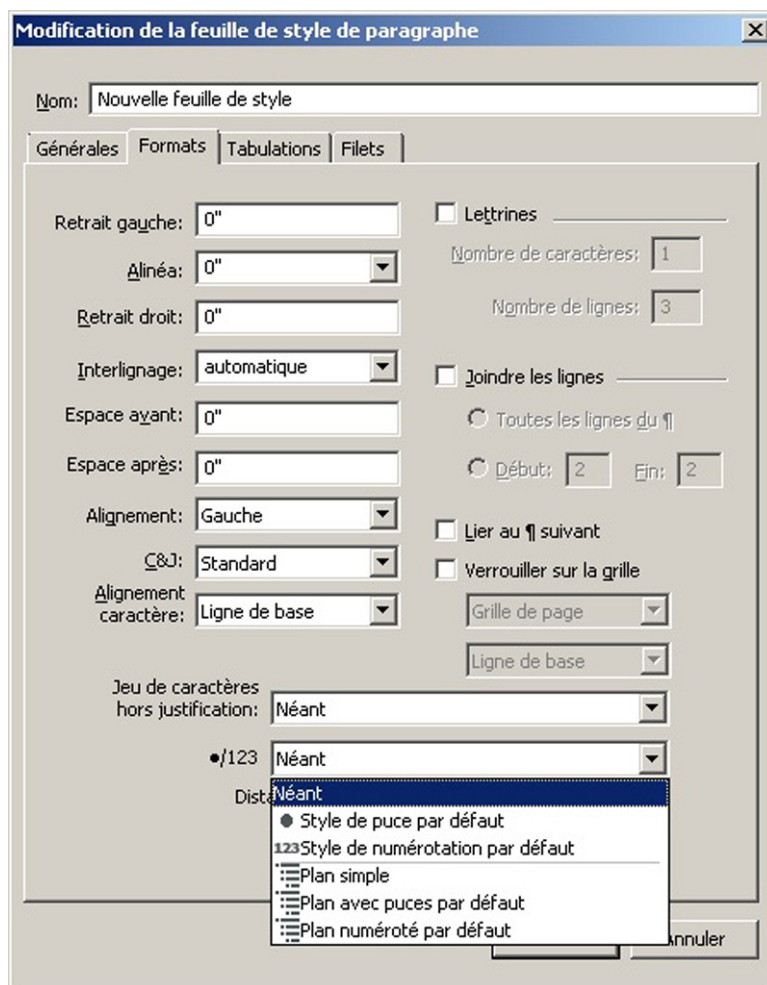 Modification de la feuille de style de paragraphe
Nom: Nouvelle feuille de style
Générales Formats Tabulations Filets
Retrait gauche: 0"
Alinéa: 0"
Retrait droit: 0"
Interlignage: automatique
Espace avant: 0"
Espace après: 0"
Alignement: Gauche
C&J: Standard
Alignement
caractère: Ligne de base
Lettrines
Nombre de caractères: 1
Nombre de lignes: 3
Joindre les lignes
Toutes les lignes du ¶
Début: 2 Fin: 2
Lier au ¶ suivant
Verrouiller sur la grille
Grille de page
Ligne de base
Jeu de caractères
hors justification: Néant
●/123 Néant
Dista
Néant
● Style de puce par défaut
123 Style de numérotation par défaut
Plan simple
Plan avec puces par défaut
Plan numéroté par défaut
Annuler